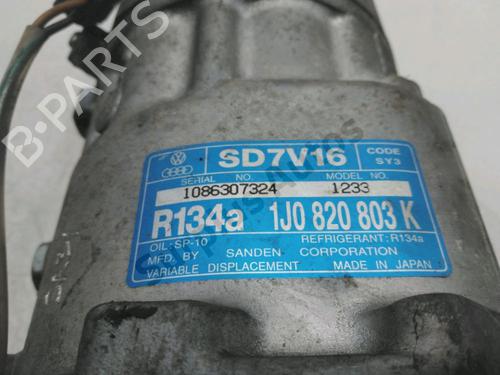 B-PARTS
SD7V16 CODE SY3
SERIAL NO. MODEL NO.
1086307324 1233
R134a 1J0 820 803 K
OIL:SP-10 REFRIGERANT:R134a
MFD. BY SANDEN CORPORATION
VARIABLE DISPLACEMENT MADE IN JAPAN